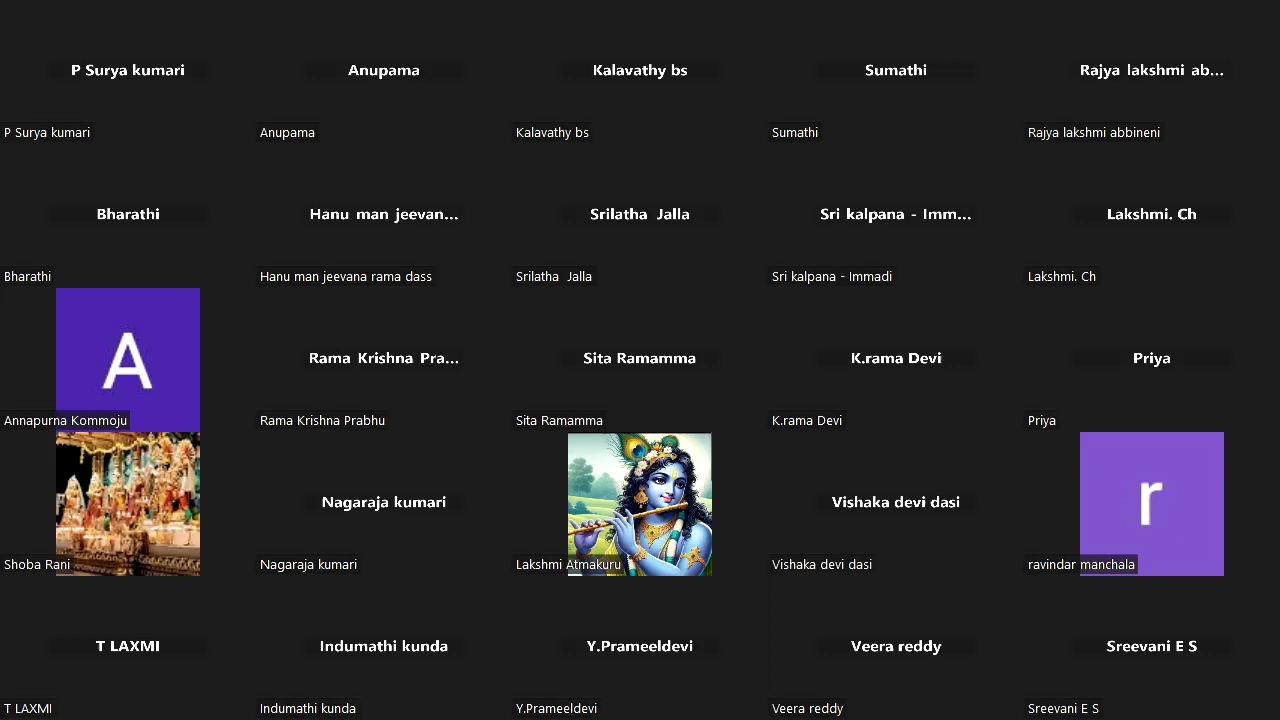 P Surya kumari
Anupama
Kalavathy bs
Sumathi
Rajya lakshmi ab...
P Surya kumari
Anupama
Kalavathy bs
Sumathi
Rajya lakshmi abbineni
Bharathi
Hanu man jeevan...
Srilatha Jalla
Sri kalpana - Imm...
Lakshmi. Ch
Bharathi
Hanu man jeevana rama dass
Srilatha Jalla
Sri kalpana - Immadi
Lakshmi. Ch
A
Rama Krishna Pra...
Sita Ramamma
K.rama Devi
Priya
Annapurna Kommoju
Rama Krishna Prabhu
Sita Ramamma
K.rama Devi
Priya
Nagaraja kumari
Vishaka devi dasi
r
Shoba Rani
Nagaraja kumari
Lakshmi Atmakuru
Vishaka devi dasi
ravindar manchala
T LAXMI
Indumathi kunda
Y.Prameeldevi
Veera reddy
Sreevani E S
T LAXMI
Indumathi kunda
Y.Prameeldevi
Veera reddy
Sreevani E S